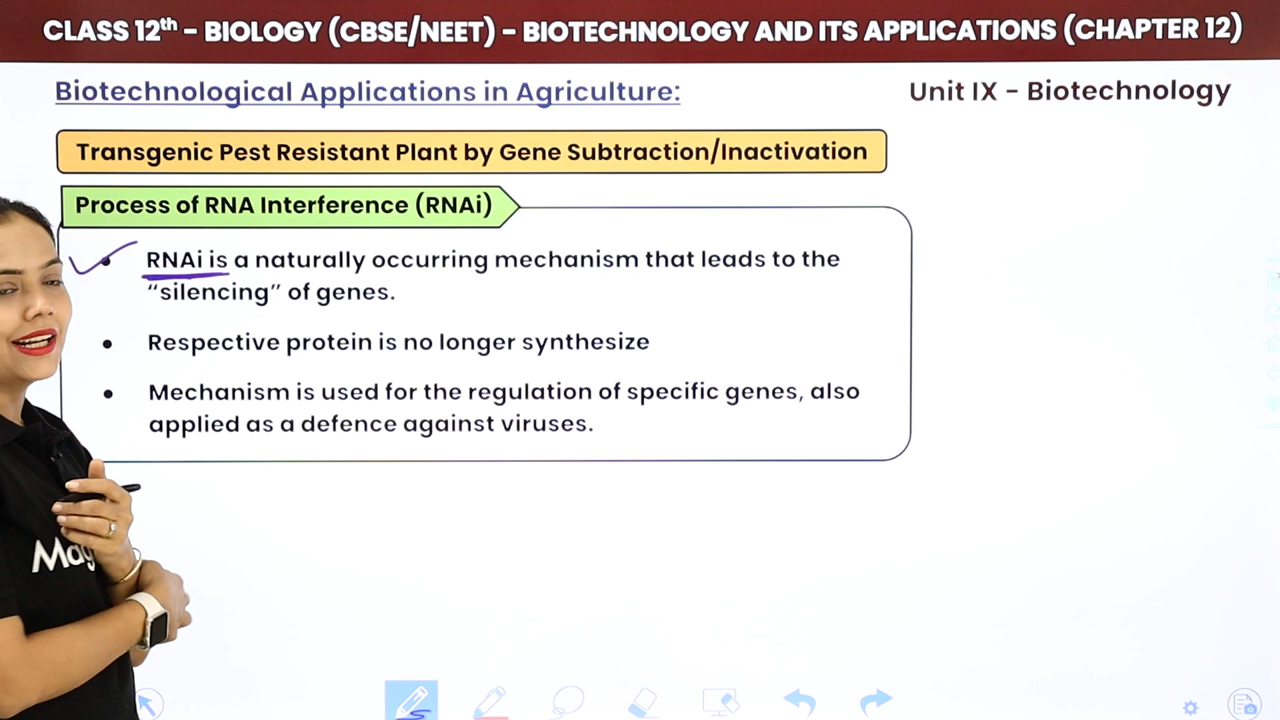 CLASS 12th - BIOLOGY (CBSE/NEET) - BIOTECHNOLOGY AND ITS APPLICATIONS (CHAPTER 12)
Biotechnological Applications in Agriculture:
Unit IX - Biotechnology
Transgenic Pest Resistant Plant by Gene Subtraction/Inactivation
Process of RNA Interference (RNAi)
• RNAi is a naturally occurring mechanism that leads to the
“silencing” of genes.
• Respective protein is no longer synthesize
• Mechanism is used for the regulation of specific genes, also
applied as a defence against viruses.